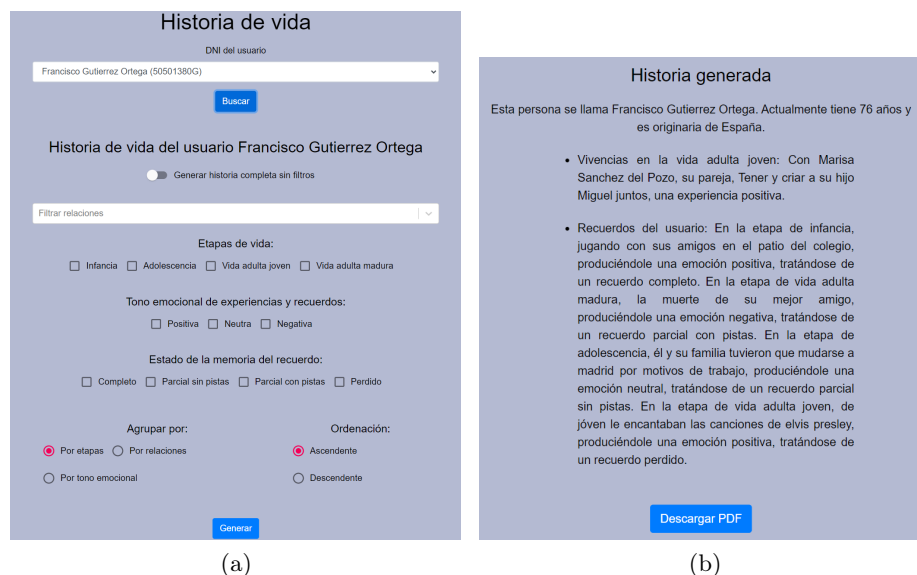 Historia de vida
DNI del usuario
Francisco Gutierrez Ortega (50501380G)
Buscar
Historia de vida del usuario Francisco Gutierrez Ortega
Generar historia completa sin filtros
Filtrar relaciones
Etapas de vida:
Infancia Adolescencia Vida adulta joven Vida adulta madura
Tono emocional de experiencias y recuerdos:
Positiva Neutra Negativa
Estado de la memoria del recuerdo:
Completo Parcial sin pistas Parcial con pistas Perdido
Agrupar por: Ordenación:
Por etapas Por relaciones Ascendente
Por tono emocional Descendente
Generar
(a)
Historia generada
Esta persona se llama Francisco Gutierrez Ortega. Actualmente tiene 76 años y
es originaria de España.
• Vivencias en la vida adulta joven: Con Marisa
Sanchez del Pozo, su pareja, Tener y criar a su hijo
Miguel juntos, una experiencia positiva.
• Recuerdos del usuario: En la etapa de infancia,
jugando con sus amigos en el patio del colegio,
produciéndole una emoción positiva, tratándose de
un recuerdo completo. En la etapa de vida adulta
madura, la muerte de su mejor amigo,
produciéndole una emoción negativa, tratándose de
un recuerdo parcial con pistas. En la etapa de
adolescencia, él y su familia tuvieron que mudarse a
madrid por motivos de trabajo, produciéndole una
emoción neutral, tratándose de un recuerdo parcial
sin pistas. En la etapa de vida adulta joven, de
jóven le encantaban las canciones de elvis presley,
produciéndole una emoción positiva, tratándose de
un recuerdo perdido.
Descargar PDF
(b)